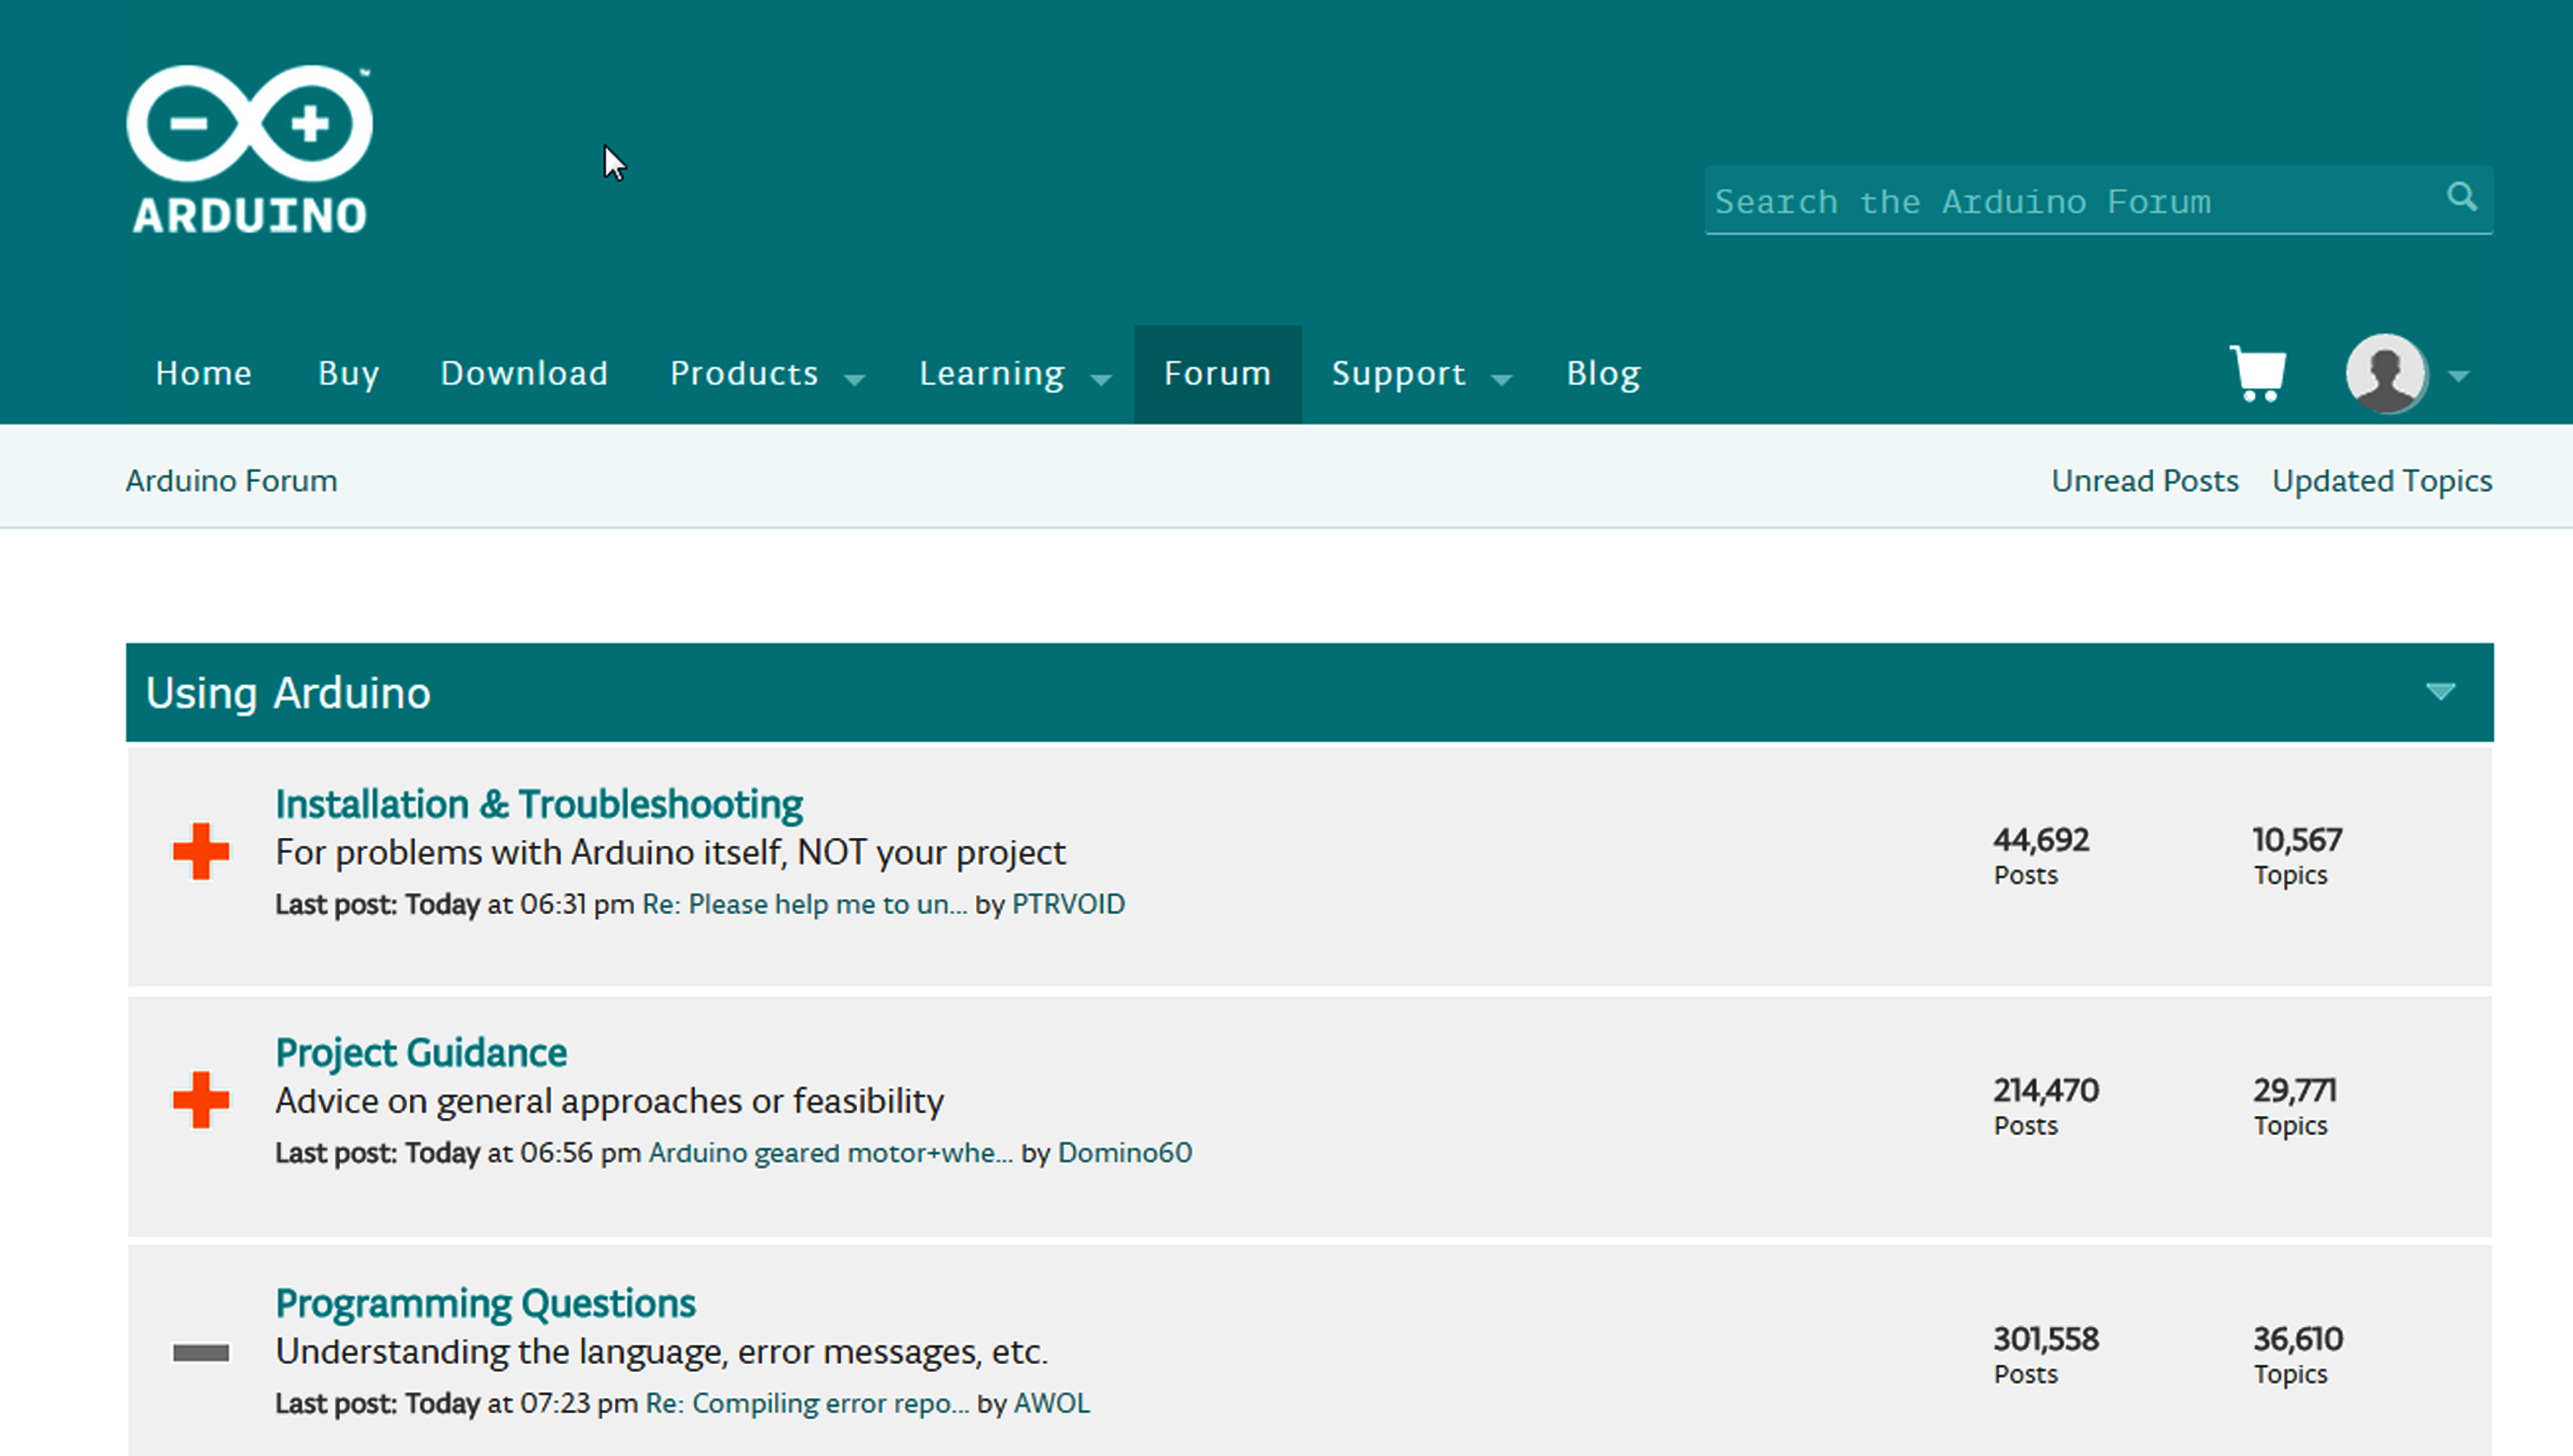 ARDUINO
Search the Arduino Forum
Home Buy Download Products Learning Forum Support Blog
Arduino Forum Unread Posts Updated Topics
Using Arduino
Installation & Troubleshooting
For problems with Arduino itself, NOT your project
Last post: Today at 06:31 pm Re: Please help me to un... by PTRVOID
44,692 10,567
Posts Topics
Project Guidance
Advice on general approaches or feasibility
Last post: Today at 06:56 pm Arduino geared motor+whe... by Domino60
214,470 29,771
Posts Topics
Programming Questions
Understanding the language, error messages, etc.
Last post: Today at 07:23 pm Re: Compiling error repo... by AWOL
301,558 36,610
Posts Topics